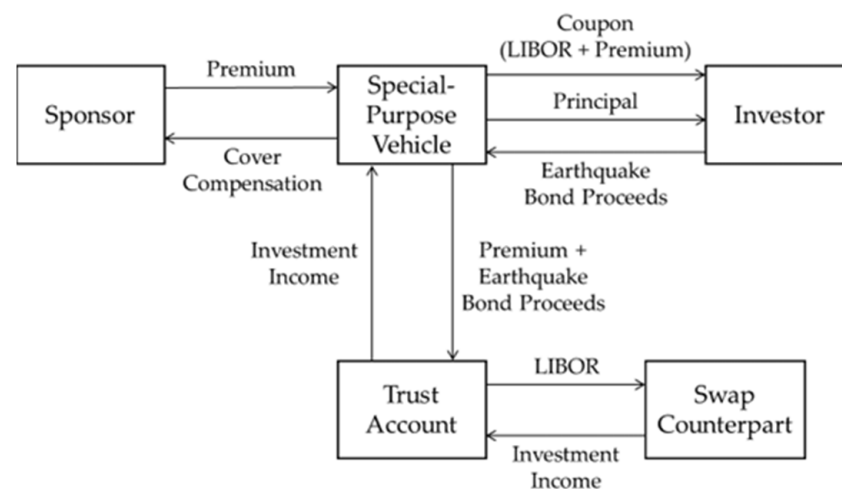 Coupon
(LIBOR + Premium)
Premium
Sponsor
Special-
Purpose
Vehicle
Principal
Investor
Cover
Compensation
Earthquake
Bond Proceeds
Investment
Income
Premium +
Earthquake
Bond Proceeds
LIBOR
Trust
Account
Swap
Counterpart
Investment
Income